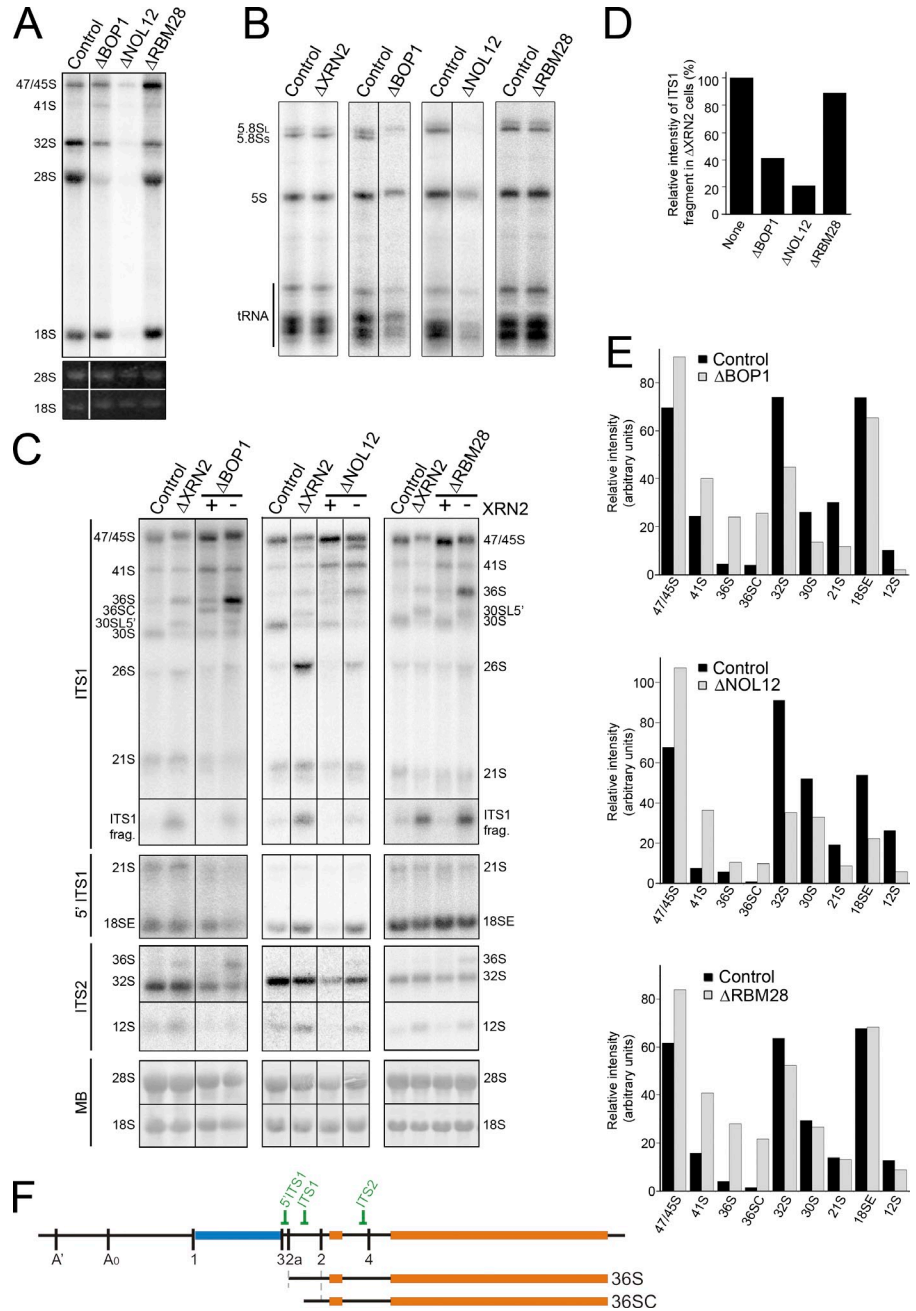 A
Control
ΔBOP1
ΔNOL12
ΔRBM28
47/45S
41S
32S
28S
18S
28S
18S
B
Control
ΔXRN2
Control
ΔBOP1
Control
ΔNOL12
Control
ΔRBM28
5.8SL
5.8SS
5S
tRNA
D
Relative intenstiy of ITS1
fragment in ΔXRN2 cells (%)
100
80
60
40
20
0
None
ΔBOP1
ΔNOL12
ΔRBM28
C
Control
ΔXRN2
ΔBOP1
+ -
Control
ΔXRN2
ΔNOL12
+ -
Control
ΔXRN2
ΔRBM28
+ -
XRN2
ITS1
47/45S
41S
36S
36SC
30SL5'
30S
26S
21S
ITS1
frag.
47/45S
41S
36S
30SL5'
30S
26S
21S
ITS1
frag.
5' ITS1
21S
18SE
21S
18SE
ITS2
36S
32S
12S
36S
32S
12S
MB
28S
18S
28S
18S
E
Control
ΔBOP1
Relative intensity
(arbitrary units)
80
60
40
20
0
47/45S
41S
36S
36SC
32S
30S
21S
18SE
12S
Control
ΔNOL12
Relative intensity
(arbitrary units)
100
80
60
40
20
0
47/45S
41S
36S
36SC
32S
30S
21S
18SE
12S
Control
ΔRBM28
Relative intensity
(arbitrary units)
80
60
40
20
0
47/45S
41S
36S
36SC
32S
30S
21S
18SE
12S
F
5'ITS1
ITS1
ITS2
A' A0 1 3 2a 2 4
36S
36SC